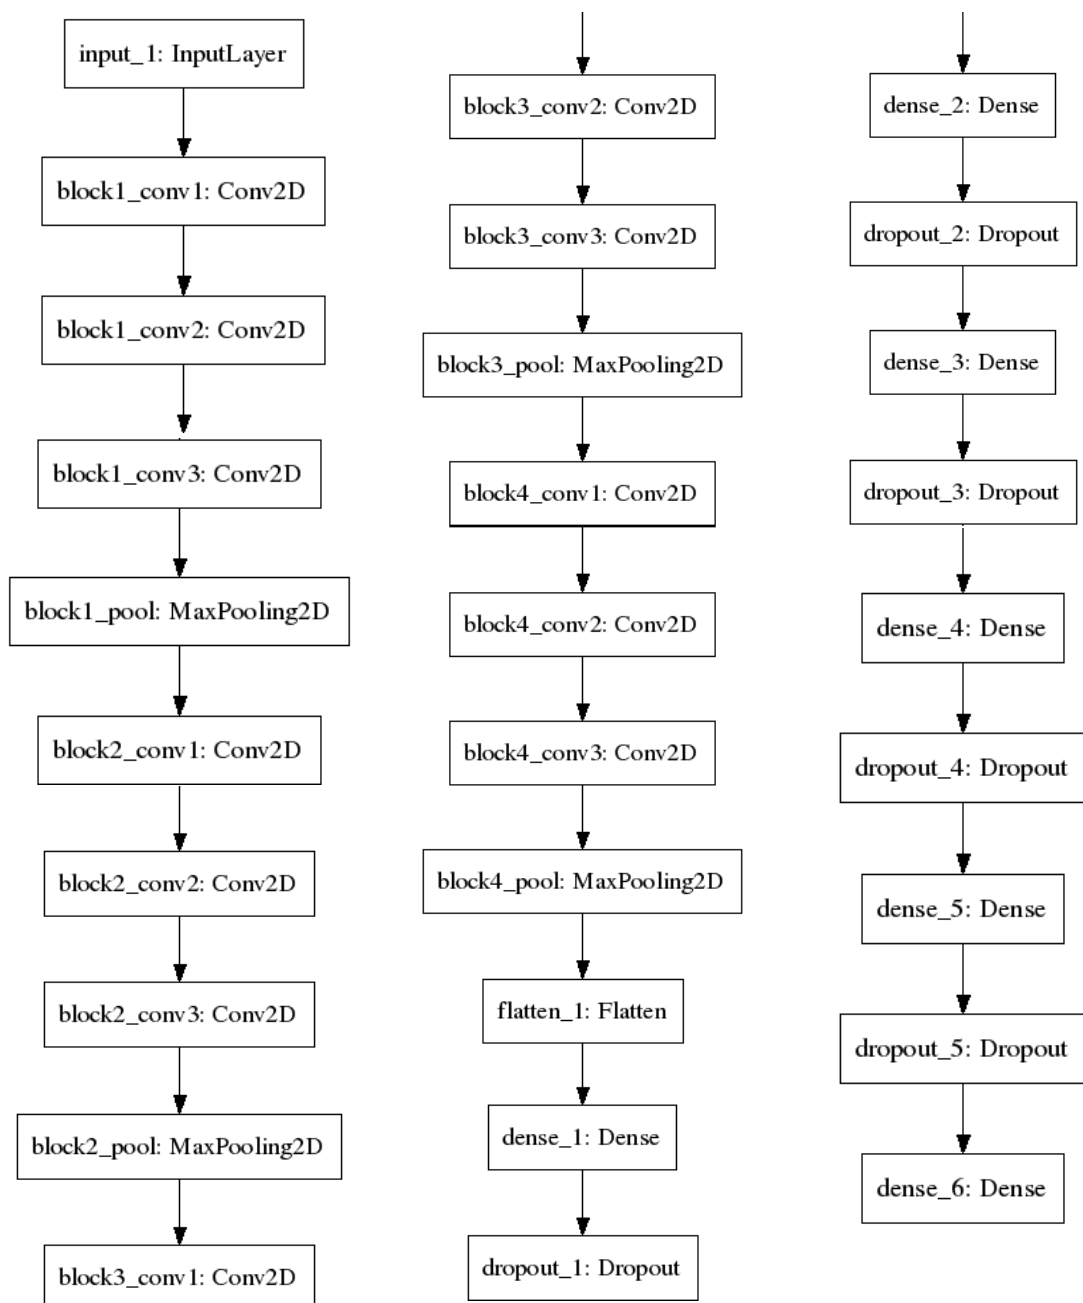 input_1: InputLayer
block1_conv1: Conv2D
block1_conv2: Conv2D
block1_conv3: Conv2D
block1_pool: MaxPooling2D
block2_conv1: Conv2D
block2_conv2: Conv2D
block2_conv3: Conv2D
block2_pool: MaxPooling2D
block3_conv1: Conv2D
block3_conv2: Conv2D
block3_conv3: Conv2D
block3_pool: MaxPooling2D
block4_conv1: Conv2D
block4_conv2: Conv2D
block4_conv3: Conv2D
block4_pool: MaxPooling2D
flatten_1: Flatten
dense_1: Dense
dropout_1: Dropout
dense_2: Dense
dropout_2: Dropout
dense_3: Dense
dropout_3: Dropout
dense_4: Dense
dropout_4: Dropout
dense_5: Dense
dropout_5: Dropout
dense_6: Dense